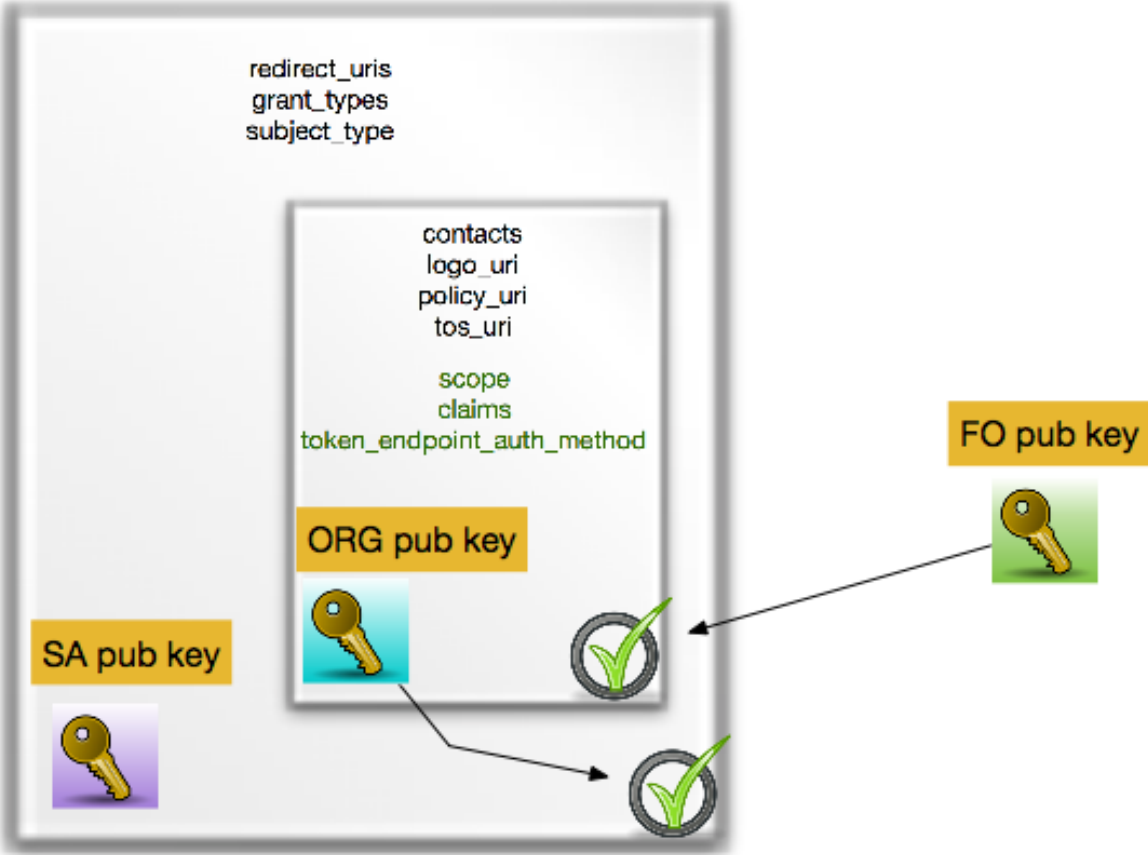 redirect_uris
grant_types
subject_type
contacts
logo_uri
policy_uri
tos_uri
scope
claims
token_endpoint_auth_method
FO pub key
ORG pub key
SA pub key